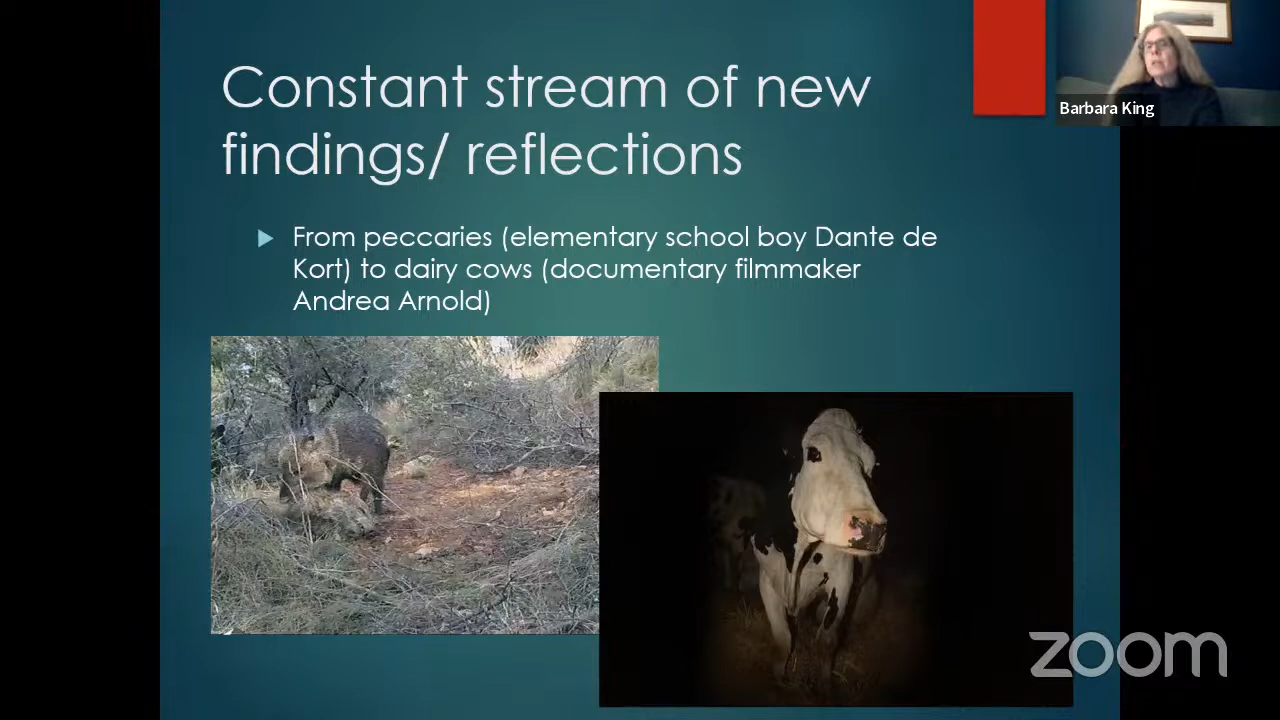 Constant stream of new
findings/ reflections
Barbara King
From peccaries (elementary school boy Dante de
Kort) to dairy cows (documentary filmmaker
Andrea Arnold)
zoom